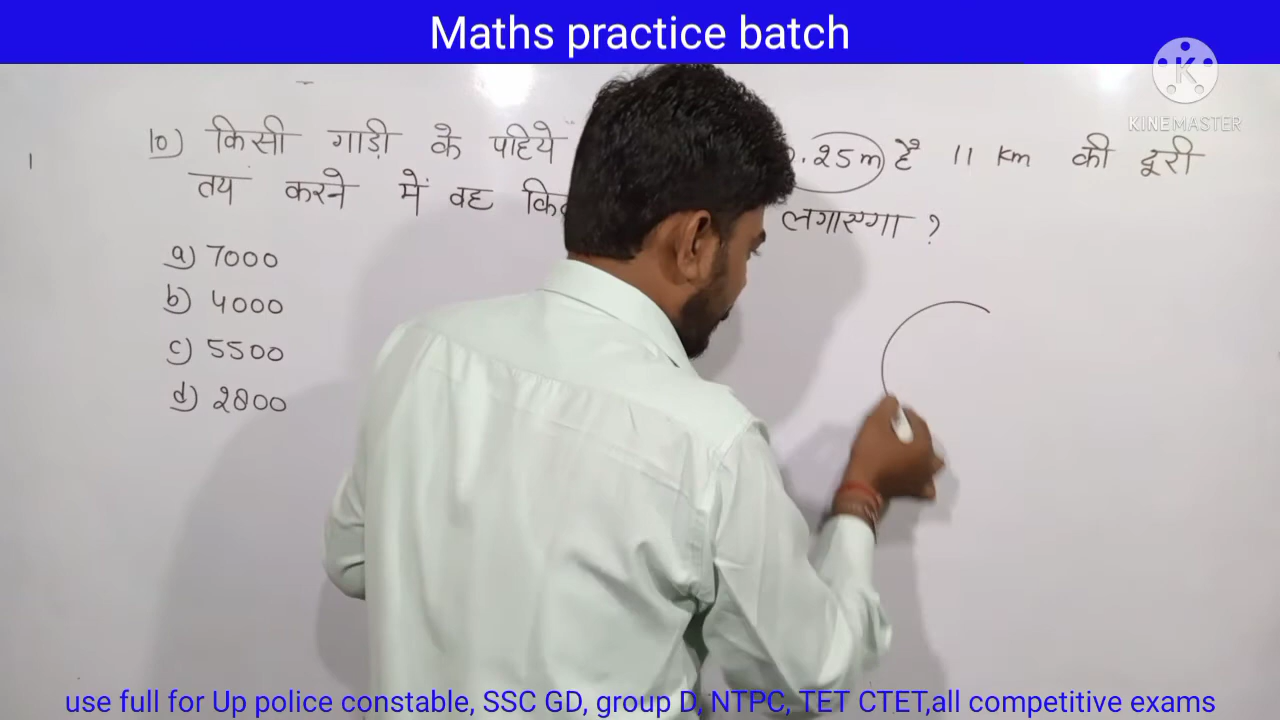 Maths practice batch
KINEMASTER
10) किसी गाड़ी के पहिये .25m है 11 km की दूरी
तय करने में वह लगाएगा ?
a) 7000
b) 4000
c) 5500
d) 2800
use full for Up police constable, SSC GD, group D, NTPC, TET CTET,all competitive exams